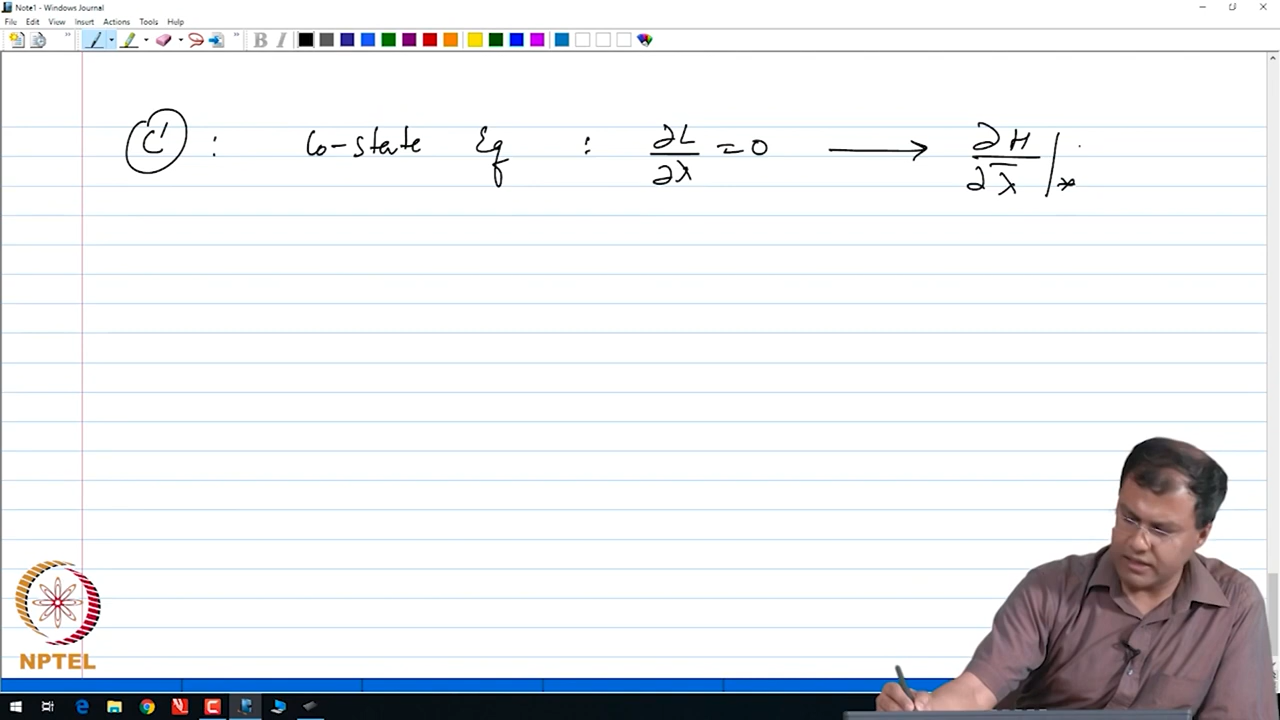 Note1 - Windows Journal
File Edit View Insert Actions Tools Help
B I
C' : Co-state Eq : ∂L/∂λ = 0 ⟶ ∂H/∂λ̄ |*
NPTEL